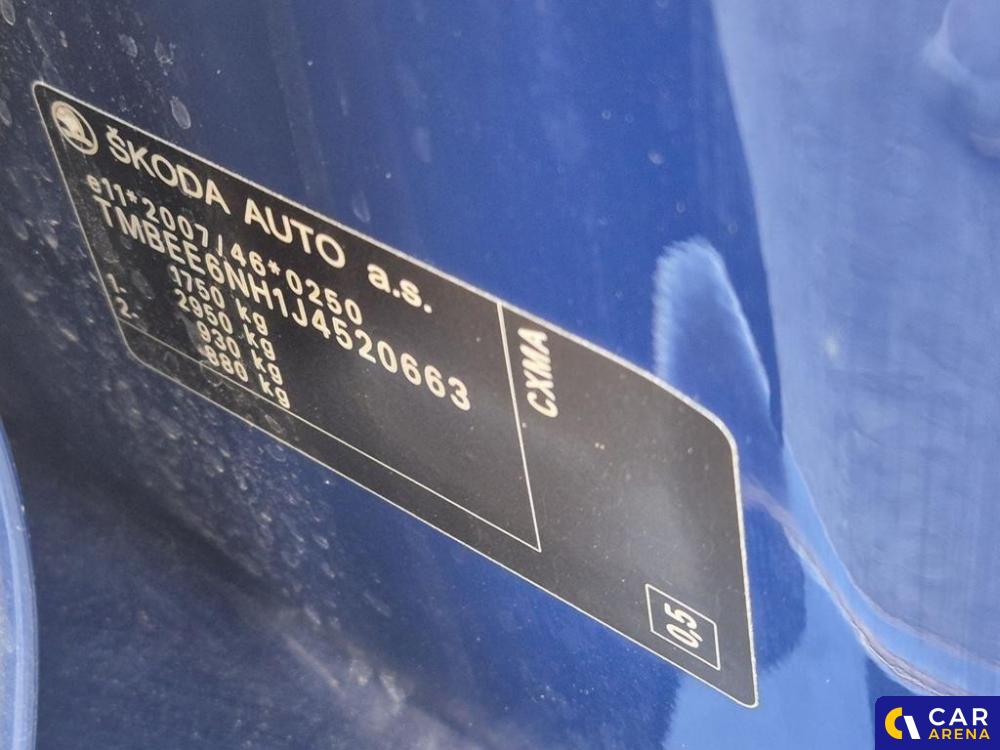 ŠKODA AUTO a.s.
e11*2007/46*0250
TMBEE6NH1J4520663
1750 kg
2950 kg
1. 930 kg
2. 880 kg
CXMA
0,5
CAR
ARENA